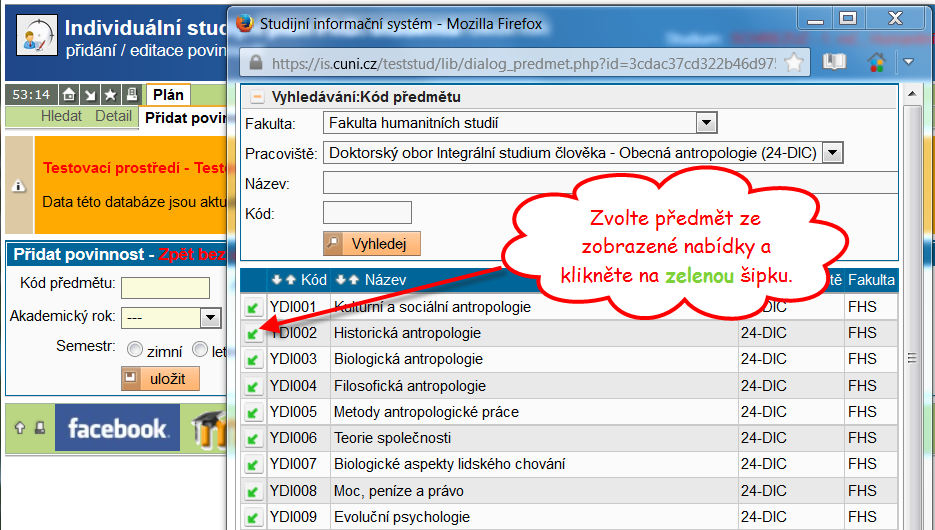 Individuální stu
přidání / editace povin
53:14 Plán
Hledat Detail Přidat povin
Testovací prostředí - Test
Data této databáze jsou aktu
Přidat povinnost - Zpět bez
Kód předmětu:
Akademický rok: ---
Semestr: zimní let
uložit
facebook.
Studijní informační systém - Mozilla Firefox
https://is.cuni.cz/teststud/lib/dialog_predmet.php?id=3cdac37cd322b46d975
Vyhledávání:Kód předmětu
Fakulta: Fakulta humanitních studií
Pracoviště: Doktorský obor Integrální studium člověka - Obecná antropologie (24-DIC)
Název:
Kód:
Vyhledej
Zvolte předmět ze
zobrazené nabídky a
klikněte na zelenou šipku.
Kód Název ště Fakulta
YDI001 Kulturní a sociální antropologie 24-DIC FHS
YDI002 Historická antropologie 24-DIC FHS
YDI003 Biologická antropologie 24-DIC FHS
YDI004 Filosofická antropologie 24-DIC FHS
YDI005 Metody antropologické práce 24-DIC FHS
YDI006 Teorie společnosti 24-DIC FHS
YDI007 Biologické aspekty lidského chování 24-DIC FHS
YDI008 Moc, peníze a právo 24-DIC FHS
YDI009 Evoluční psychologie 24-DIC FHS